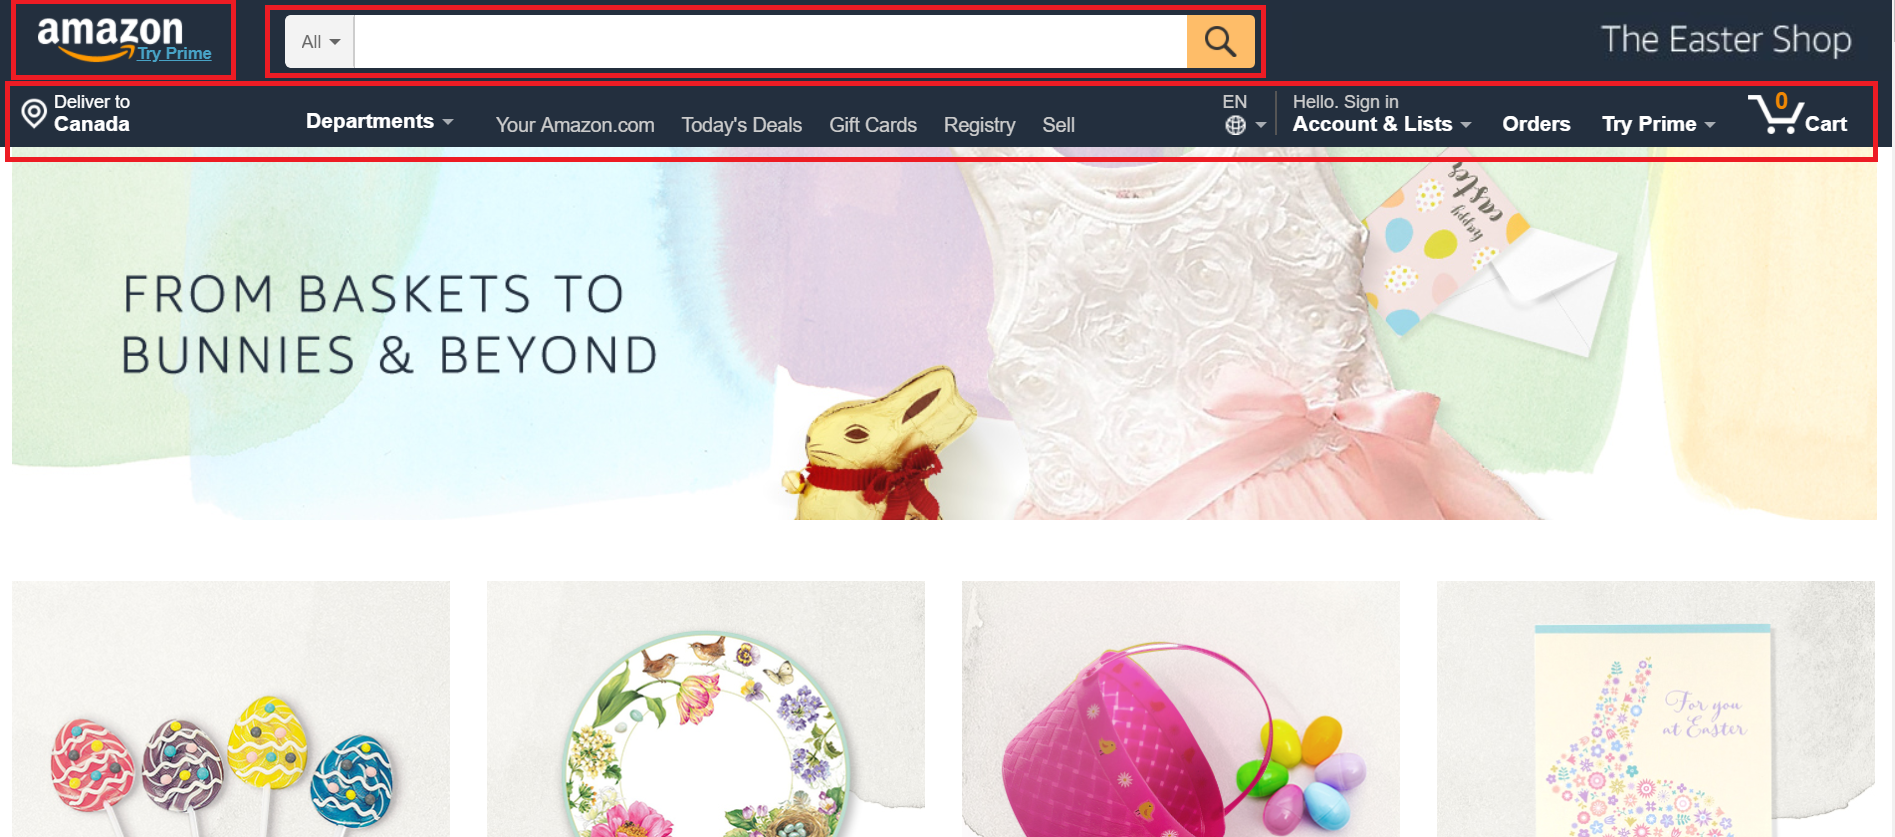 amazon
Try Prime
All
The Easter Shop
Deliver to
Canada
Departments
Your Amazon.com
Today's Deals
Gift Cards
Registry
Sell
EN
Hello. Sign in
Account & Lists
Orders
Try Prime
0
Cart
FROM BASKETS TO
BUNNIES & BEYOND
happy
easter
For you
at Easter